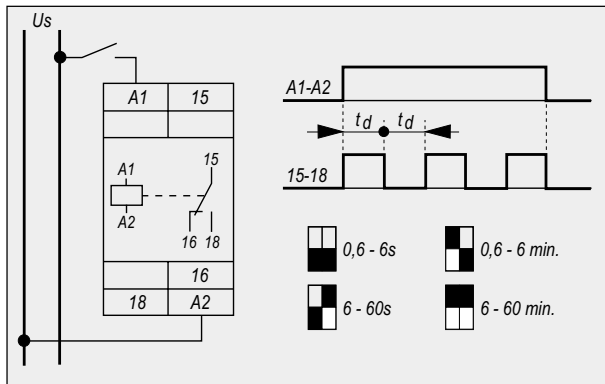 Us
A1 15
A1
A2
15
16 18
16
18 A2
A1-A2
td td
15-18
0,6 - 6s
0,6 - 6 min.
6 - 60s
6 - 60 min.